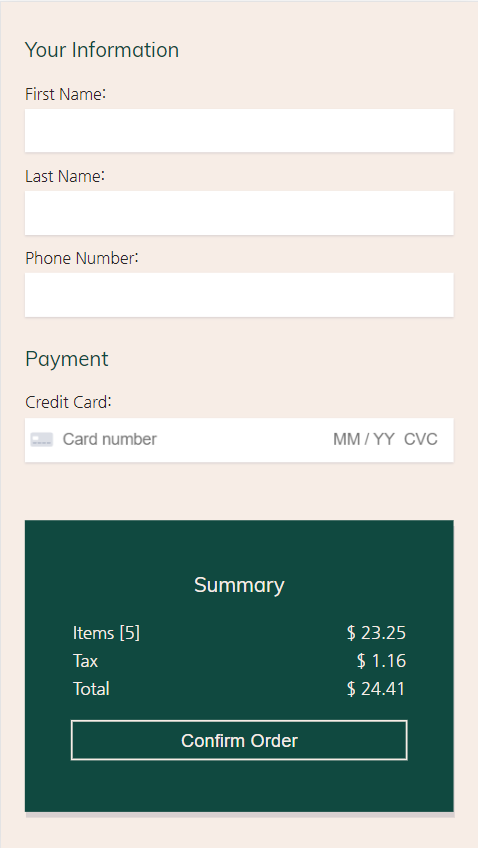 Your Information
First Name:
Last Name:
Phone Number:
Payment
Credit Card:
Card number MM / YY CVC
Summary
Items [5] $ 23.25
Tax $ 1.16
Total $ 24.41
Confirm Order